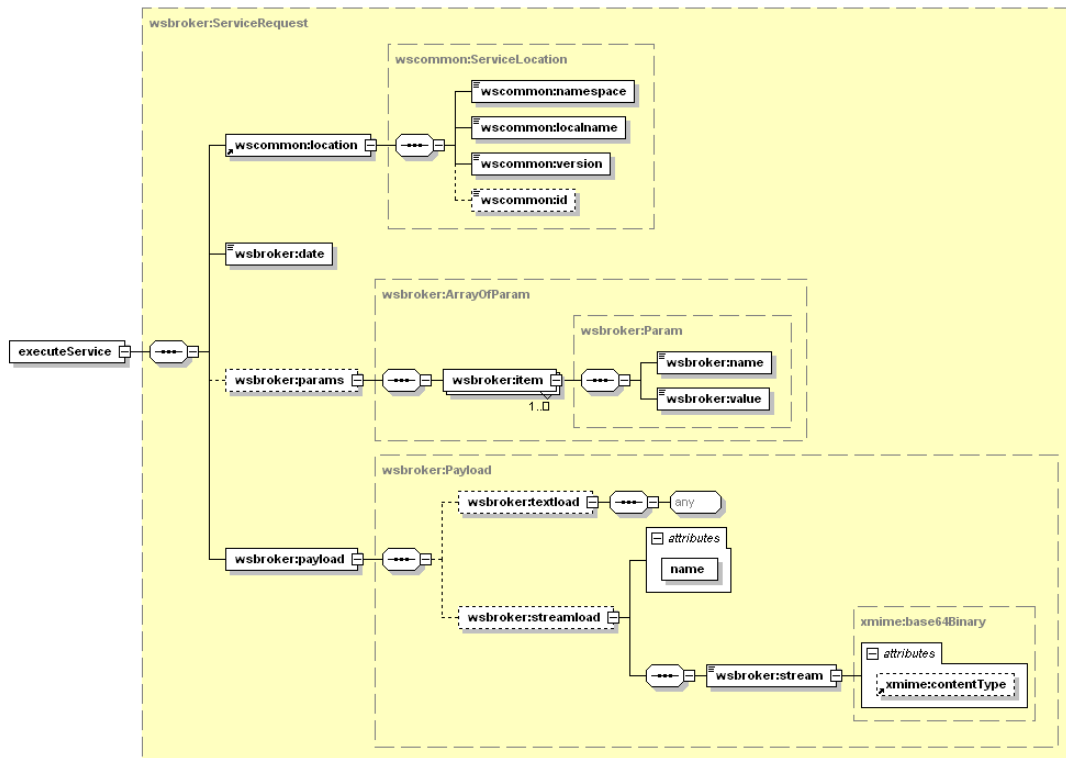 wsbroker:ServiceRequest
wscommon:ServiceLocation
wscommon:namespace
wscommon:localname
wscommon:location
wscommon:version
wscommon:id
wsbroker:date
wsbroker:ArrayOfParam
wsbroker:Param
executeService
wsbroker:name
wsbroker:params
wsbroker:item
wsbroker:value
1..
wsbroker:Payload
wsbroker:textload
any
attributes
wsbroker:payload
name
wsbroker:streamload
xmime:base64Binary
attributes
wsbroker:stream
xmime:contentType